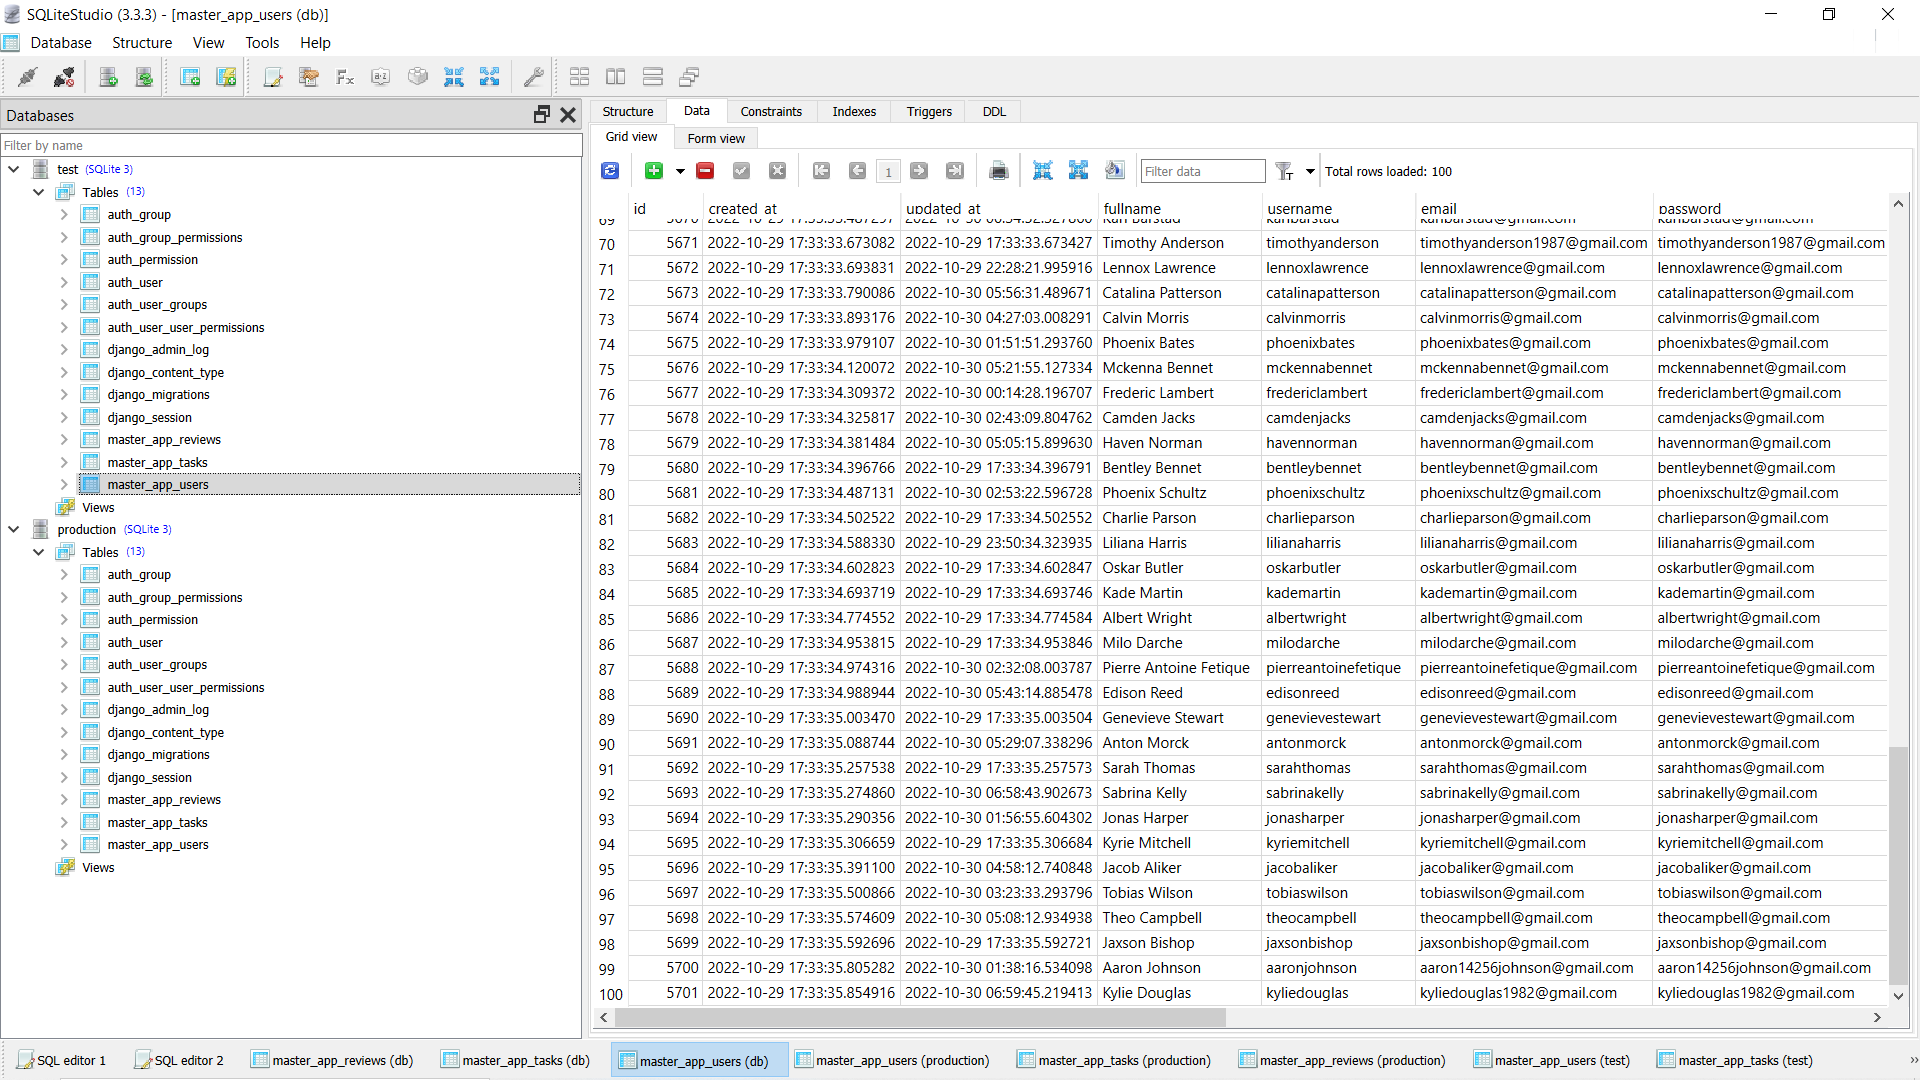 SQLiteStudio (3.3.3) - [master_app_users (db)]
Database Structure View Tools Help
Databases
Filter by name
test (SQLite 3)
Tables (13)
auth_group
auth_group_permissions
auth_permission
auth_user
auth_user_groups
auth_user_user_permissions
django_admin_log
django_content_type
django_migrations
django_session
master_app_reviews
master_app_tasks
master_app_users
Views
production (SQLite 3)
Tables (13)
auth_group
auth_group_permissions
auth_permission
auth_user
auth_user_groups
auth_user_user_permissions
django_admin_log
django_content_type
django_migrations
django_session
master_app_reviews
master_app_tasks
master_app_users
Views
Structure Data Constraints Indexes Triggers DDL
Grid view Form view
1 Filter data Total rows loaded: 100
id created_at updated_at fullname username email password
69
70 5671 2022-10-29 17:33:33.673082 2022-10-29 17:33:33.673427 Timothy Anderson timothyanderson timothyanderson1987@gmail.com timothyanderson1987@gmail.com
71 5672 2022-10-29 17:33:33.693831 2022-10-29 22:28:21.995916 Lennox Lawrence lennoxlawrence lennoxlawrence@gmail.com lennoxlawrence@gmail.com
72 5673 2022-10-29 17:33:33.790086 2022-10-30 05:56:31.489671 Catalina Patterson catalinapatterson catalinapatterson@gmail.com catalinapatterson@gmail.com
73 5674 2022-10-29 17:33:33.893176 2022-10-30 04:27:03.008291 Calvin Morris calvinmorris calvinmorris@gmail.com calvinmorris@gmail.com
74 5675 2022-10-29 17:33:33.979107 2022-10-30 01:51:51.293760 Phoenix Bates phoenixbates phoenixbates@gmail.com phoenixbates@gmail.com
75 5676 2022-10-29 17:33:34.120072 2022-10-30 05:21:55.127334 Mckenna Bennet mckennabennet mckennabennet@gmail.com mckennabennet@gmail.com
76 5677 2022-10-29 17:33:34.309372 2022-10-30 00:14:28.196707 Frederic Lambert fredericlambert fredericlambert@gmail.com fredericlambert@gmail.com
77 5678 2022-10-29 17:33:34.325817 2022-10-30 02:43:09.804762 Camden Jacks camdenjacks camdenjacks@gmail.com camdenjacks@gmail.com
78 5679 2022-10-29 17:33:34.381484 2022-10-30 05:05:15.899630 Haven Norman havennorman havennorman@gmail.com havennorman@gmail.com
79 5680 2022-10-29 17:33:34.396766 2022-10-29 17:33:34.396791 Bentley Bennet bentleybennet bentleybennet@gmail.com bentleybennet@gmail.com
80 5681 2022-10-29 17:33:34.487131 2022-10-30 02:53:22.596728 Phoenix Schultz phoenixschultz phoenixschultz@gmail.com phoenixschultz@gmail.com
81 5682 2022-10-29 17:33:34.502522 2022-10-29 17:33:34.502552 Charlie Parson charlieparson charlieparson@gmail.com charlieparson@gmail.com
82 5683 2022-10-29 17:33:34.588330 2022-10-29 23:50:34.323935 Liliana Harris lilianaharris lilianaharris@gmail.com lilianaharris@gmail.com
83 5684 2022-10-29 17:33:34.602823 2022-10-29 17:33:34.602847 Oskar Butler oskarbutler oskarbutler@gmail.com oskarbutler@gmail.com
84 5685 2022-10-29 17:33:34.693719 2022-10-29 17:33:34.693746 Kade Martin kademartin kademartin@gmail.com kademartin@gmail.com
85 5686 2022-10-29 17:33:34.774552 2022-10-29 17:33:34.774584 Albert Wright albertwright albertwright@gmail.com albertwright@gmail.com
86 5687 2022-10-29 17:33:34.953815 2022-10-29 17:33:34.953846 Milo Darche milodarche milodarche@gmail.com milodarche@gmail.com
87 5688 2022-10-29 17:33:34.974316 2022-10-30 02:32:08.003787 Pierre Antoine Fetique pierreantoinefetique pierreantoinefetique@gmail.com pierreantoinefetique@gmail.com
88 5689 2022-10-29 17:33:34.988944 2022-10-30 05:43:14.885478 Edison Reed edisonreed edisonreed@gmail.com edisonreed@gmail.com
89 5690 2022-10-29 17:33:35.003470 2022-10-29 17:33:35.003504 Genevieve Stewart genevievestewart genevievestewart@gmail.com genevievestewart@gmail.com
90 5691 2022-10-29 17:33:35.088744 2022-10-30 05:29:07.338296 Anton Morck antonmorck antonmorck@gmail.com antonmorck@gmail.com
91 5692 2022-10-29 17:33:35.257538 2022-10-29 17:33:35.257573 Sarah Thomas sarahthomas sarahthomas@gmail.com sarahthomas@gmail.com
92 5693 2022-10-29 17:33:35.274860 2022-10-30 06:58:43.902673 Sabrina Kelly sabrinakelly sabrinakelly@gmail.com sabrinakelly@gmail.com
93 5694 2022-10-29 17:33:35.290356 2022-10-30 01:56:55.604302 Jonas Harper jonasharper jonasharper@gmail.com jonasharper@gmail.com
94 5695 2022-10-29 17:33:35.306659 2022-10-29 17:33:35.306684 Kyrie Mitchell kyriemitchell kyriemitchell@gmail.com kyriemitchell@gmail.com
95 5696 2022-10-29 17:33:35.391100 2022-10-30 04:58:12.740848 Jacob Aliker jacobaliker jacobaliker@gmail.com jacobaliker@gmail.com
96 5697 2022-10-29 17:33:35.500866 2022-10-30 03:23:33.293796 Tobias Wilson tobiaswilson tobiaswilson@gmail.com tobiaswilson@gmail.com
97 5698 2022-10-29 17:33:35.574609 2022-10-30 05:08:12.934938 Theo Campbell theocampbell theocampbell@gmail.com theocampbell@gmail.com
98 5699 2022-10-29 17:33:35.592696 2022-10-29 17:33:35.592721 Jaxson Bishop jaxsonbishop jaxsonbishop@gmail.com jaxsonbishop@gmail.com
99 5700 2022-10-29 17:33:35.805282 2022-10-30 01:38:16.534098 Aaron Johnson aaronjohnson aaron14256johnson@gmail.com aaron14256johnson@gmail.com
100 5701 2022-10-29 17:33:35.854916 2022-10-30 06:59:45.219413 Kylie Douglas kyliedouglas kyliedouglas1982@gmail.com kyliedouglas1982@gmail.com
SQL editor 1 SQL editor 2 master_app_reviews (db) master_app_tasks (db) master_app_users (db) master_app_users (production) master_app_tasks (production) master_app_reviews (production) master_app_users (test) master_app_tasks (test)